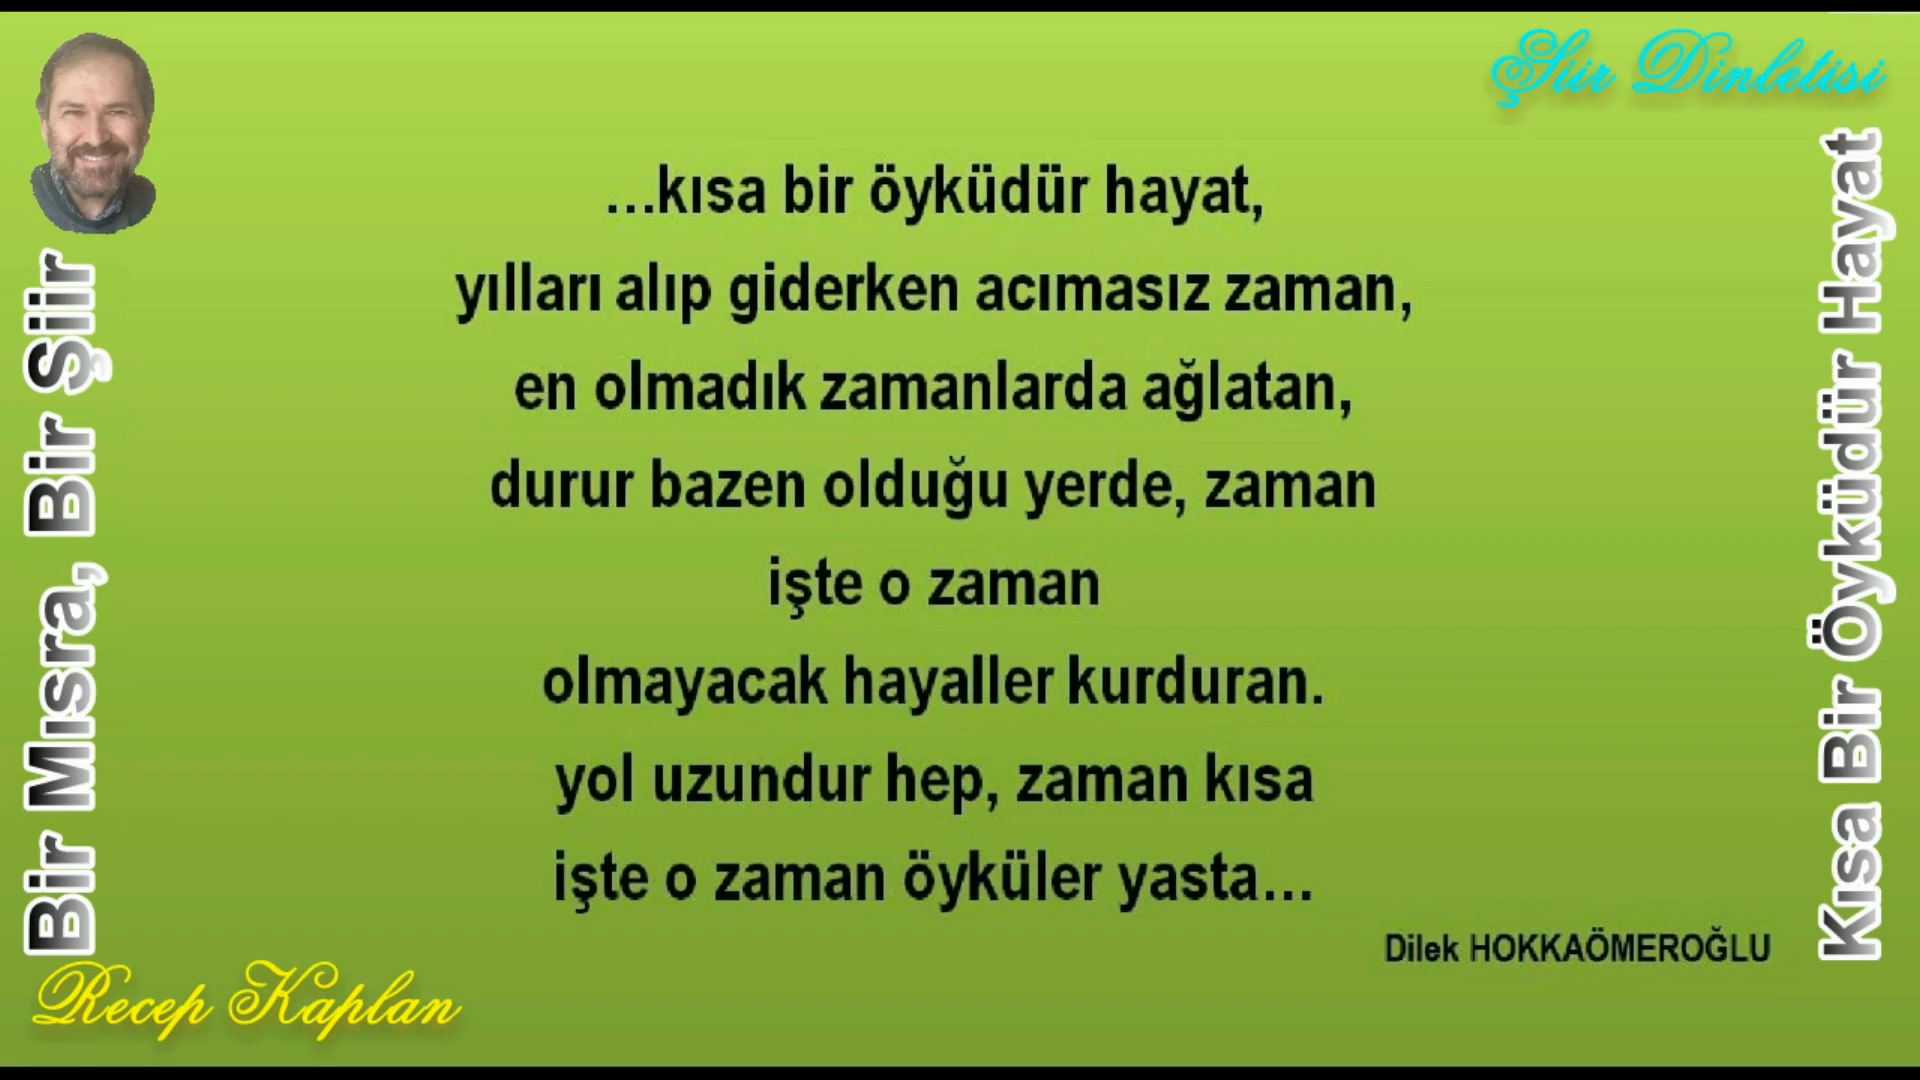 Şiir Dinletisi
Bir Mısra, Bir Şiir
Kısa Bir Öyküdür Hayat
...kısa bir öyküdür hayat,
yılları alıp giderken acımasız zaman,
en olmadık zamanlarda ağlatan,
durur bazen olduğu yerde, zaman
işte o zaman
olmayacak hayaller kurduran.
yol uzundur hep, zaman kısa
işte o zaman öyküler yasta...
Dilek HOKKAÖMEROĞLU
Recep Kaplan